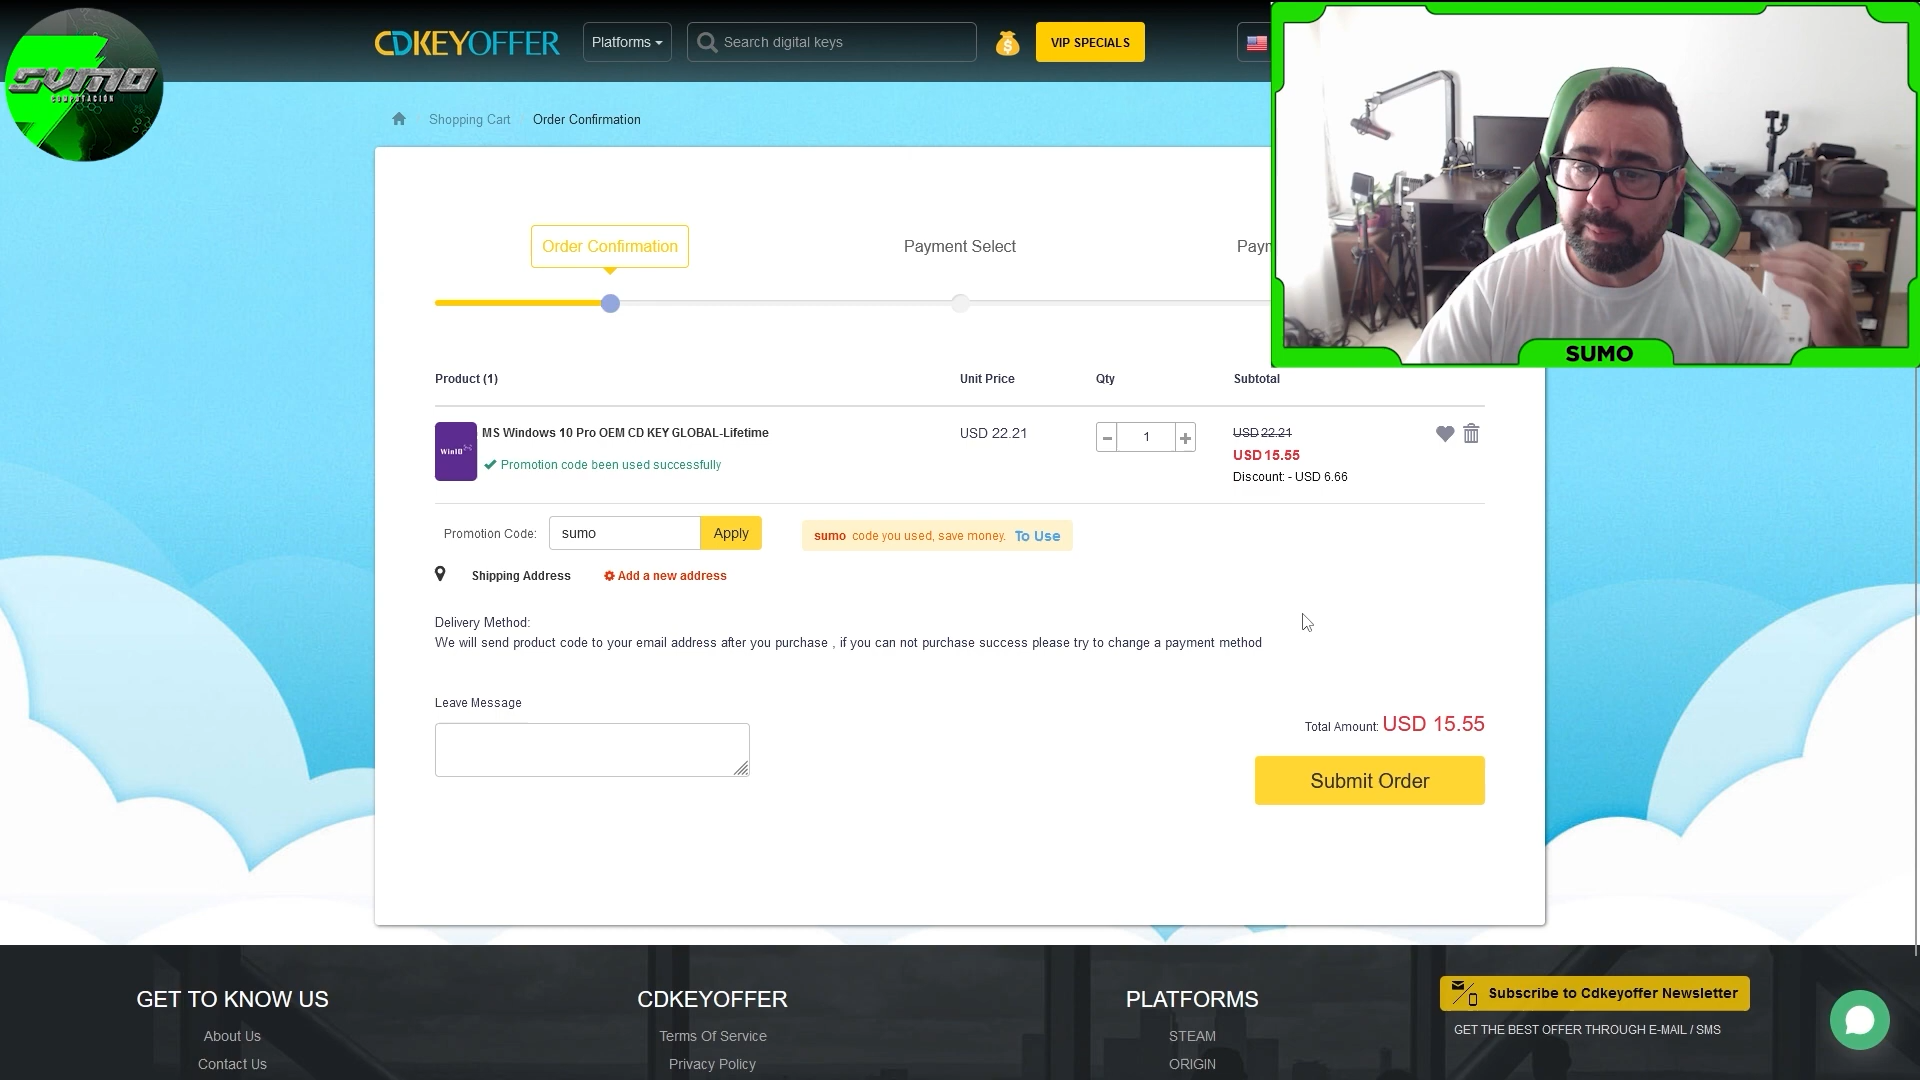 SUMO
COMPUTACIÓN
CDKEYOFFER
Platforms
Search digital keys
VIP SPECIALS
Shopping Cart
Order Confirmation
Order Confirmation
Payment Select
Paym
SUMO
Product (1)
Unit Price
Qty
Subtotal
Win10
MS Windows 10 Pro OEM CD KEY GLOBAL-Lifetime
USD 22.21
1
USD 22.21
Promotion code been used successfully
USD 15.55
Discount: - USD 6.66
Promotion Code:
sumo
Apply
sumo code you used, save money. To Use
Shipping Address
Add a new address
Delivery Method:
We will send product code to your email address after you purchase , if you can not purchase success please try to change a payment method
Leave Message
Total Amount: USD 15.55
Submit Order
GET TO KNOW US
About Us
Contact Us
CDKEYOFFER
Terms Of Service
Privacy Policy
PLATFORMS
STEAM
ORIGIN
Subscribe to Cdkeyoffer Newsletter
GET THE BEST OFFER THROUGH E-MAIL / SMS